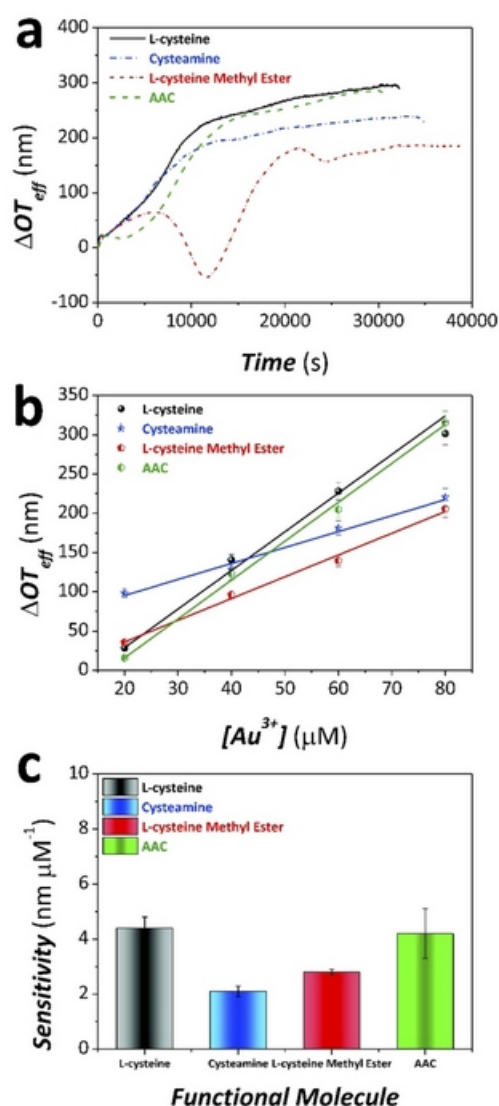 a
L-cysteine
Cysteamine
L-cysteine Methyl Ester
AAC
400
300
200
100
0
-100
ΔOT_eff (nm)
0 10000 20000 30000 40000
Time (s)
b
L-cysteine
Cysteamine
L-cysteine Methyl Ester
AAC
350
300
250
200
150
100
50
0
ΔOT_eff (nm)
20 30 40 50 60 70 80
[Au³⁺] (μM)
c
L-cysteine
Cysteamine
L-cysteine Methyl Ester
AAC
10
8
6
4
2
0
Sensitivity (nm μM⁻¹)
L-cysteine Cysteamine L-cysteine Methyl Ester AAC
Functional Molecule